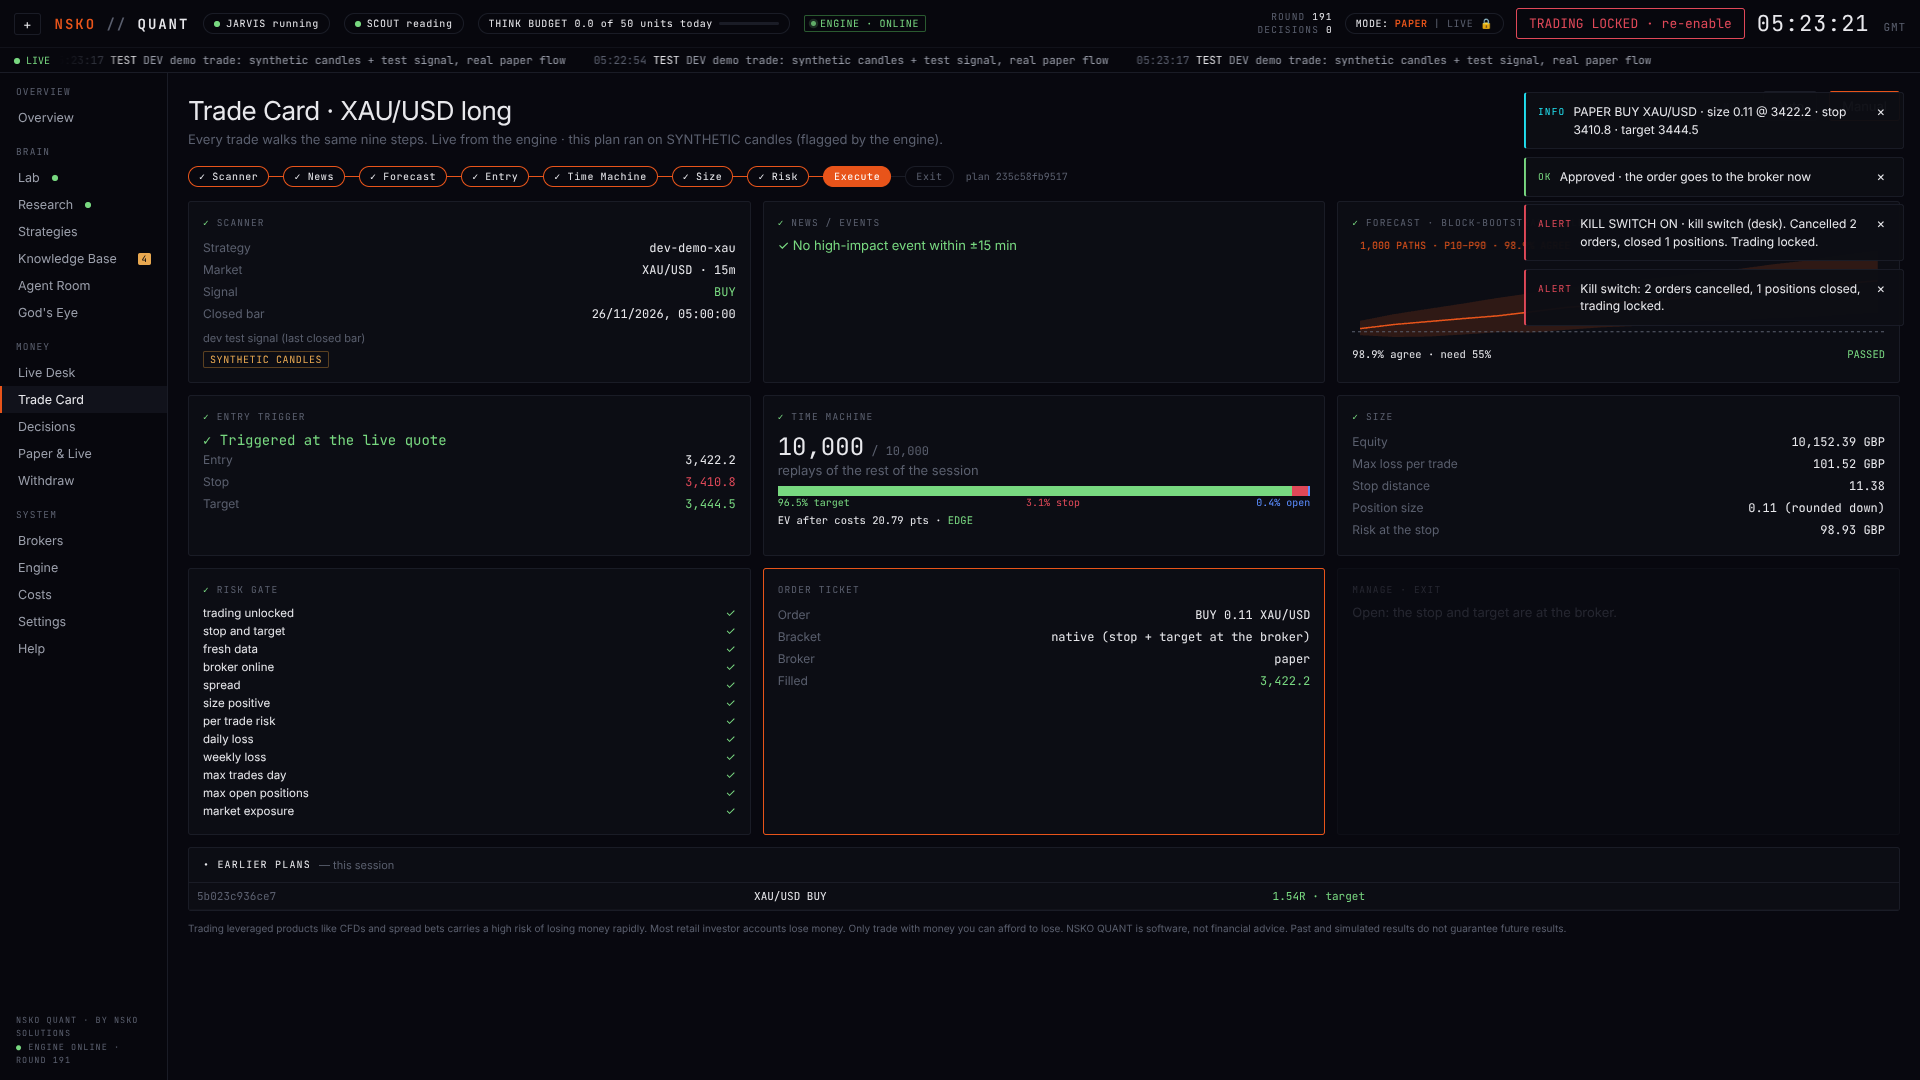 + NSKO // QUANT JARVIS running SCOUT reading THINK BUDGET 0.0 of 50 units today ENGINE · ONLINE ROUND 191 DECISIONS 0 MODE: PAPER | LIVE 🔒 TRADING LOCKED · re-enable 05:23:21 GMT
LIVE 23:17 TEST DEV demo trade: synthetic candles + test signal, real paper flow 05:22:54 TEST DEV demo trade: synthetic candles + test signal, real paper flow 05:23:17 TEST DEV demo trade: synthetic candles + test signal, real paper flow
OVERVIEW
Overview
BRAIN
Lab
Research
Strategies
Knowledge Base 4
Agent Room
God's Eye
MONEY
Live Desk
Trade Card
Decisions
Paper & Live
Withdraw
SYSTEM
Brokers
Engine
Costs
Settings
Help
NSKO QUANT · BY NSKO
SOLUTIONS
ENGINE ONLINE ·
ROUND 191
Trade Card · XAU/USD long
Every trade walks the same nine steps. Live from the engine · this plan ran on SYNTHETIC candles (flagged by the engine).
✓ Scanner ✓ News ✓ Forecast ✓ Entry ✓ Time Machine ✓ Size ✓ Risk Execute Exit plan 235c58fb9517
INFO PAPER BUY XAU/USD · size 0.11 @ 3422.2 · stop ×
3410.8 · target 3444.5
OK Approved · the order goes to the broker now ×
ALERT KILL SWITCH ON · kill switch (desk). Cancelled 2 ×
orders, closed 1 positions. Trading locked.
ALERT Kill switch: 2 orders cancelled, 1 positions closed, ×
trading locked.
✓ SCANNER
Strategy dev-demo-xau
Market XAU/USD · 15m
Signal BUY
Closed bar 26/11/2026, 05:00:00
dev test signal (last closed bar)
SYNTHETIC CANDLES
✓ NEWS / EVENTS
✓ No high-impact event within ±15 min
✓ FORECAST · BLOCK-BOOTST
1,000 PATHS · P10–P90 · 98.9
98.9% agree · need 55% PASSED
✓ ENTRY TRIGGER
✓ Triggered at the live quote
Entry 3,422.2
Stop 3,410.8
Target 3,444.5
✓ TIME MACHINE
10,000 / 10,000
replays of the rest of the session
96.5% target 3.1% stop 0.4% open
EV after costs 20.79 pts · EDGE
✓ SIZE
Equity 10,152.39 GBP
Max loss per trade 101.52 GBP
Stop distance 11.38
Position size 0.11 (rounded down)
Risk at the stop 98.93 GBP
✓ RISK GATE
trading unlocked ✓
stop and target ✓
fresh data ✓
broker online ✓
spread ✓
size positive ✓
per trade risk ✓
daily loss ✓
weekly loss ✓
max trades day ✓
max open positions ✓
market exposure ✓
ORDER TICKET
Order BUY 0.11 XAU/USD
Bracket native (stop + target at the broker)
Broker paper
Filled 3,422.2
MANAGE · EXIT
Open: the stop and target are at the broker.
• EARLIER PLANS — this session
5b023c936ce7 XAU/USD BUY 1.54R · target
Trading leveraged products like CFDs and spread bets carries a high risk of losing money rapidly. Most retail investor accounts lose money. Only trade with money you can afford to lose. NSKO QUANT is software, not financial advice. Past and simulated results do not guarantee future results.